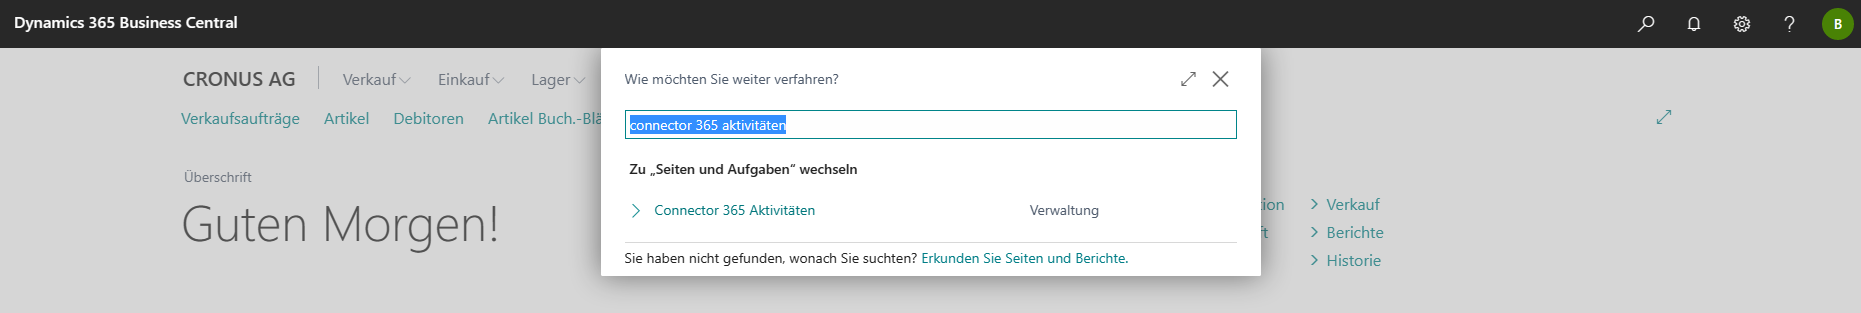 Dynamics 365 Business Central
B
CRONUS AG Verkauf Einkauf Lager
Wie möchten Sie weiter verfahren?
Verkaufsaufträge Artikel Debitoren Artikel Buch.-Blä
connector 365 aktivitäten
Zu „Seiten und Aufgaben“ wechseln
Connector 365 Aktivitäten Verwaltung
Sie haben nicht gefunden, wonach Sie suchten? Erkunden Sie Seiten und Berichte.
Überschrift
Guten Morgen!
> Verkauf
> Berichte
> Historie